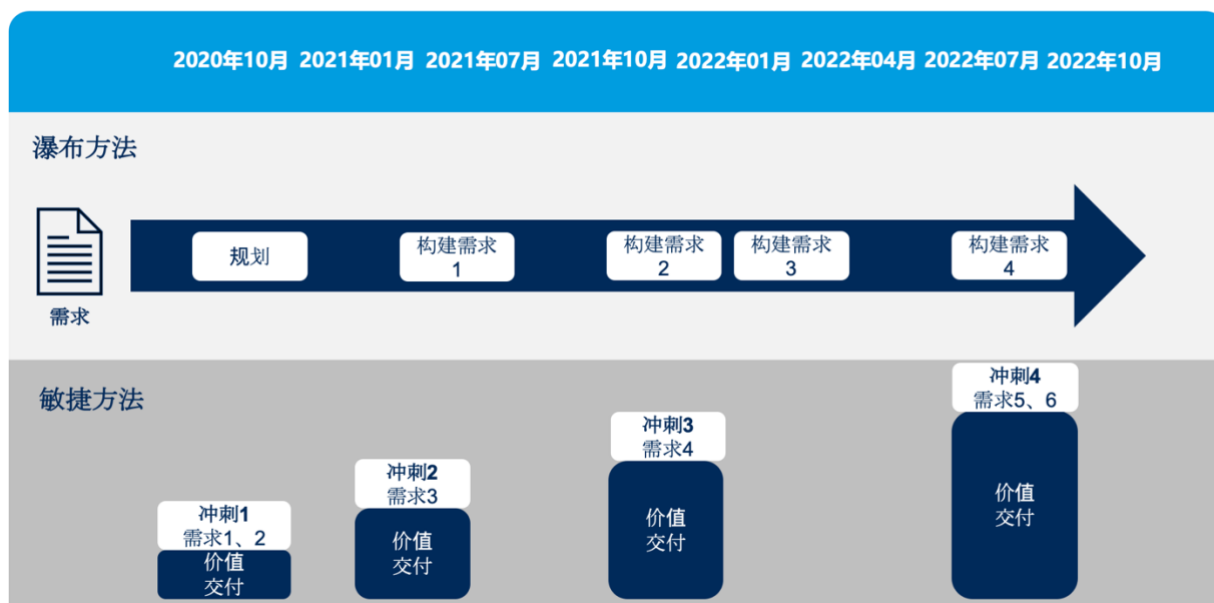 2020年10月 2021年01月 2021年07月 2021年10月 2022年01月 2022年04月 2022年07月 2022年10月
瀑布方法
需求
规划
构建需求
1
构建需求
2
构建需求
3
构建需求
4
敏捷方法
冲刺1
需求1、2
价值
交付
冲刺2
需求3
价值
交付
冲刺3
需求4
价值
交付
冲刺4
需求5、6
价值
交付